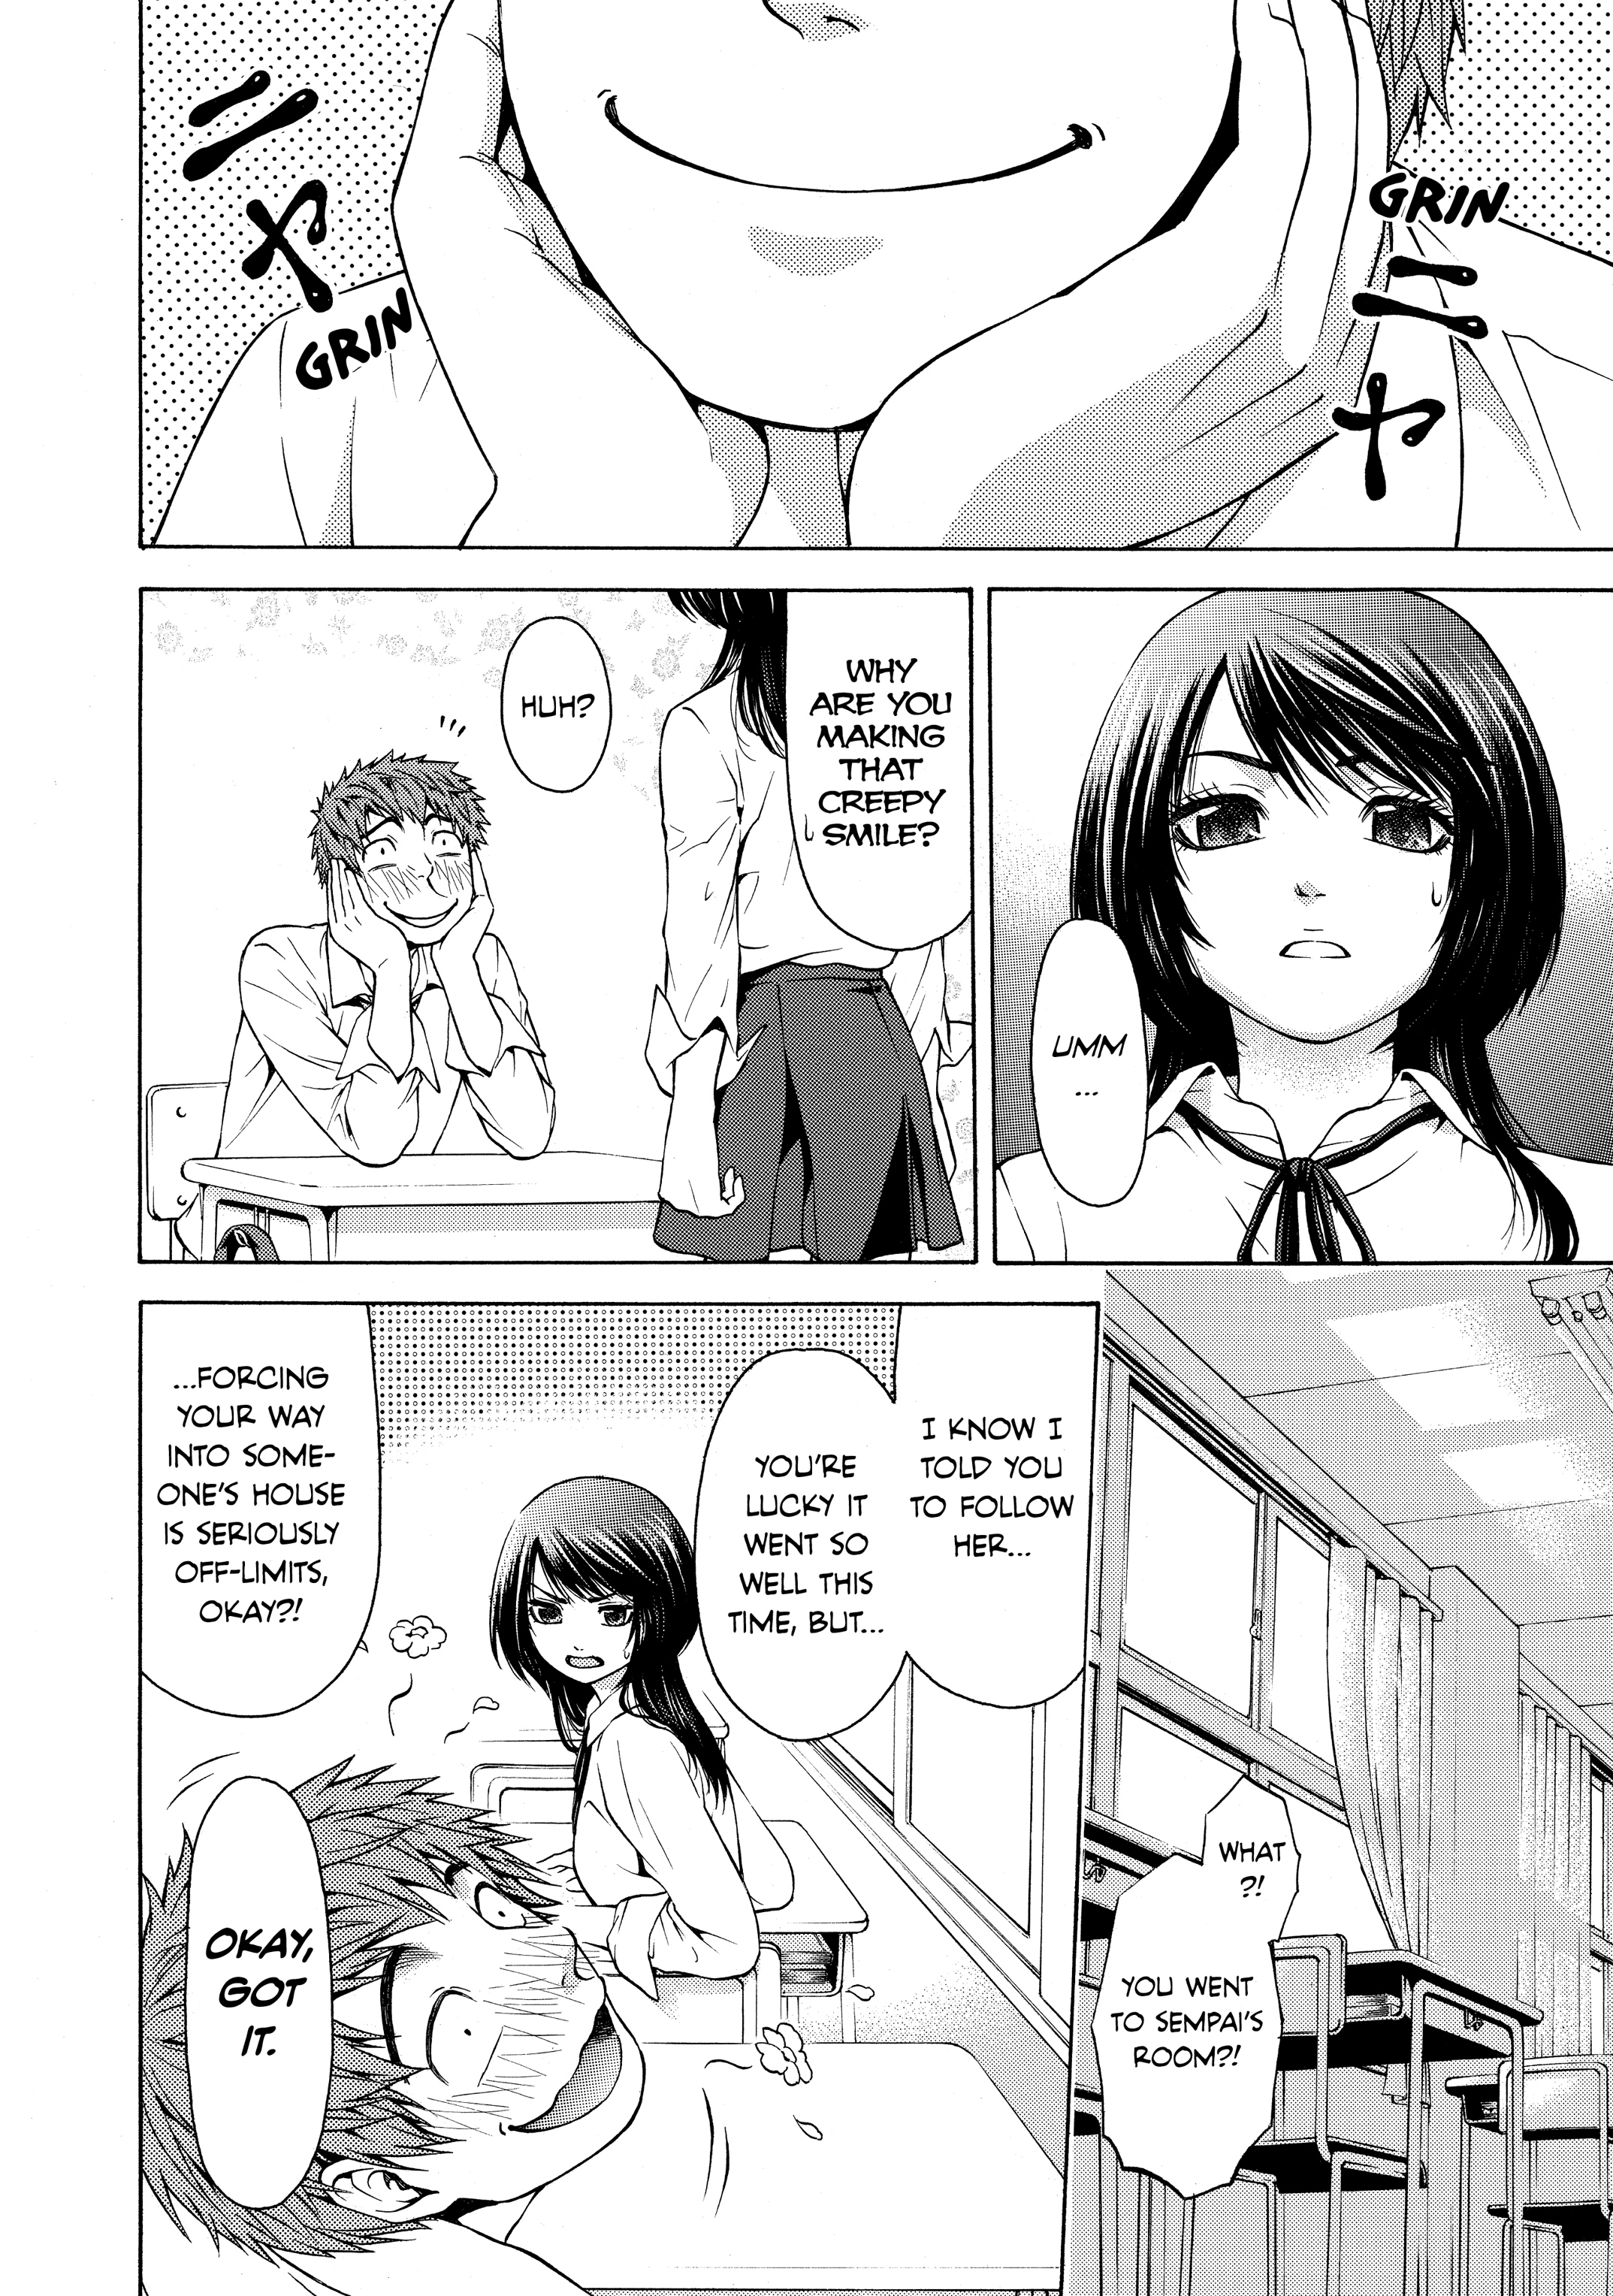 GRIN
ニヤ
ニヤ
GRIN
UMM
...
WHY
ARE YOU
MAKING
THAT
CREEPY
SMILE?
HUH?
WHAT
?!
YOU WENT
TO SEMPAI'S
ROOM?!
I KNOW I
TOLD YOU
TO FOLLOW
HER...
YOU'RE
LUCKY IT
WENT SO
WELL THIS
TIME, BUT...
...FORCING
YOUR WAY
INTO SOME-
ONE'S HOUSE
IS SERIOUSLY
OFF-LIMITS,
OKAY?!
OKAY,
GOT
IT.